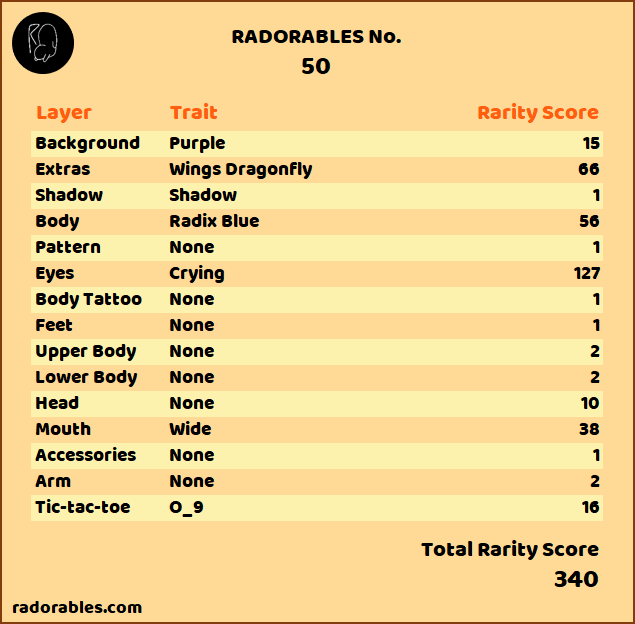 RADORABLES No.
50
Layer Trait Rarity Score
Background Purple 15
Extras Wings Dragonfly 66
Shadow Shadow 1
Body Radix Blue 56
Pattern None 1
Eyes Crying 127
Body Tattoo None 1
Feet None 1
Upper Body None 2
Lower Body None 2
Head None 10
Mouth Wide 38
Accessories None 1
Arm None 2
Tic-tac-toe O_9 16
Total Rarity Score
340
radorables.com